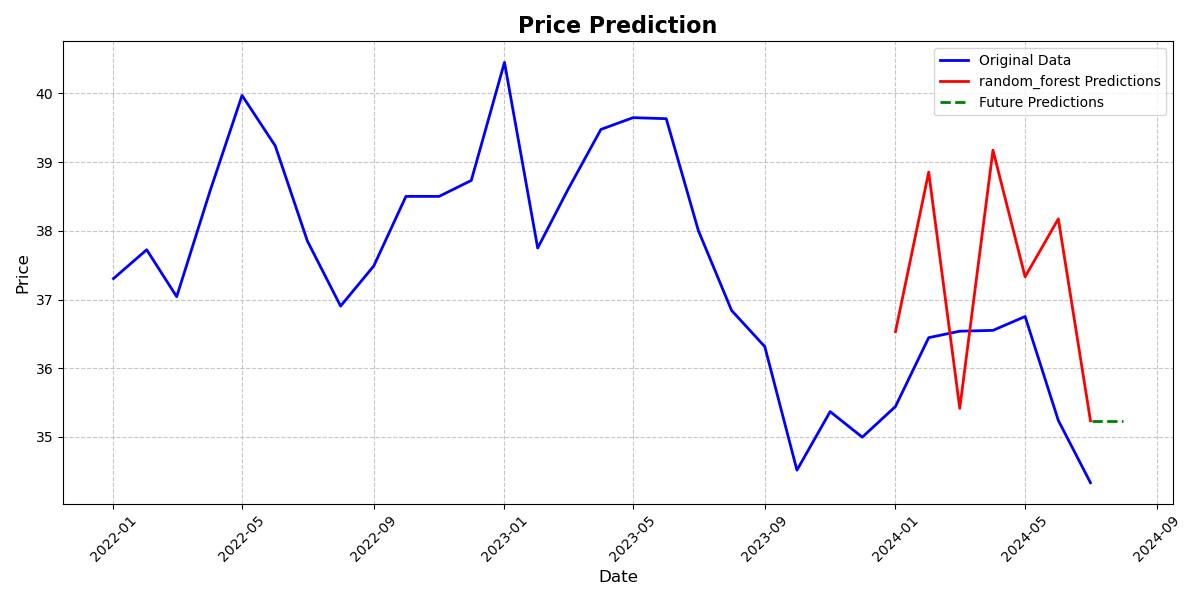 Price Prediction
Original Data
random_forest Predictions
Future Predictions
Price
40
39
38
37
36
35
2022-01
2022-05
2022-09
2023-01
2023-05
2023-09
2024-01
2024-05
2024-09
Date